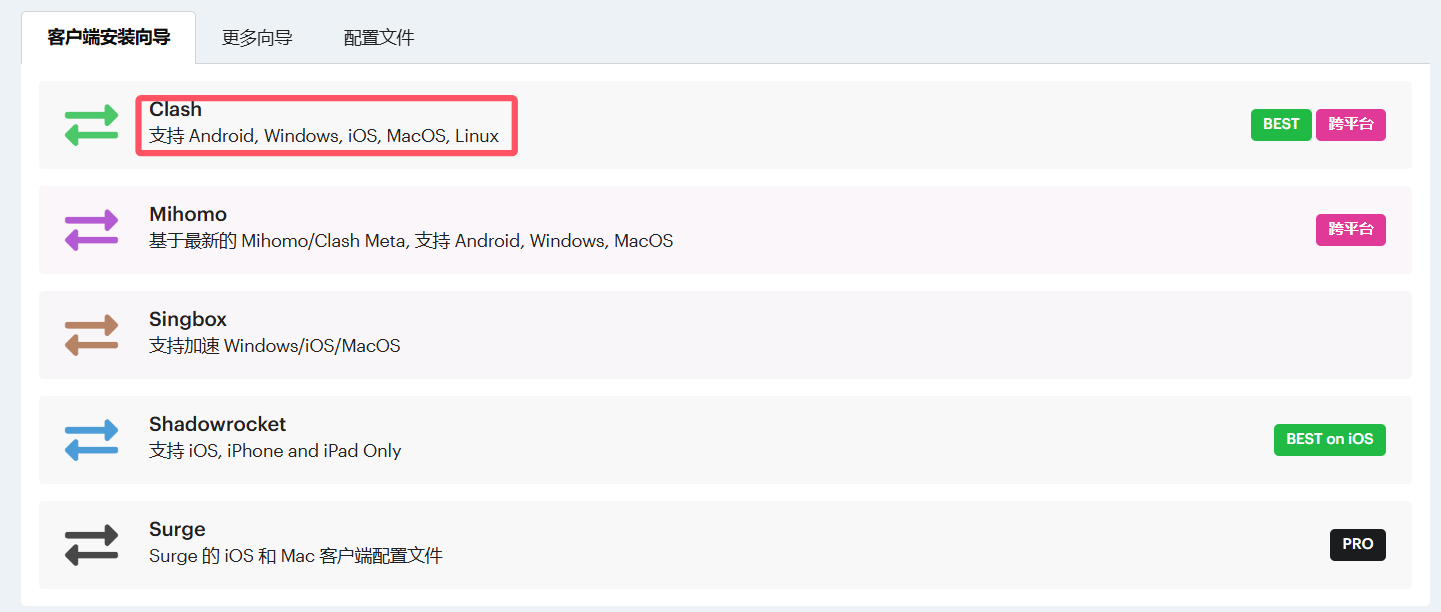 客户端安装向导
更多向导
配置文件
Clash
支持 Android, Windows, iOS, MacOS, Linux
BEST
跨平台
Mihomo
基于最新的 Mihomo/Clash Meta, 支持 Android, Windows, MacOS
跨平台
Singbox
支持加速 Windows/iOS/MacOS
Shadowrocket
支持 iOS, iPhone and iPad Only
BEST on iOS
Surge
Surge 的 iOS 和 Mac 客户端配置文件
PRO